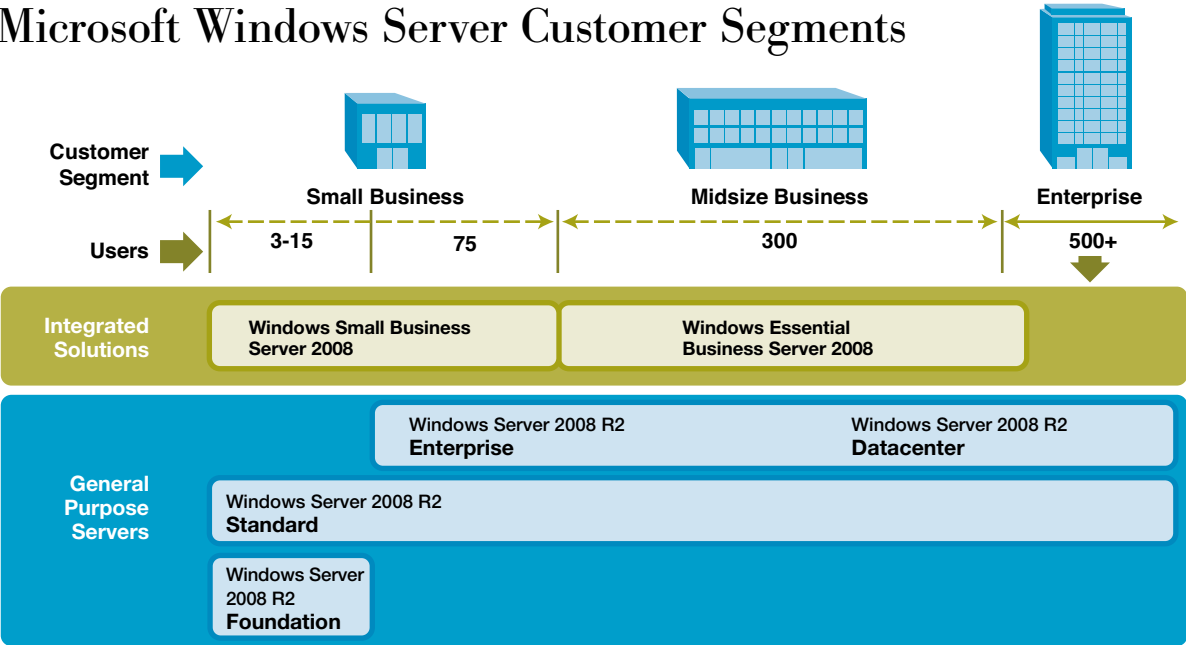 Microsoft Windows Server Customer Segments
Customer
Segment
Small Business
Midsize Business
Enterprise
Users
3-15
75
300
500+
Integrated
Solutions
Windows Small Business
Server 2008
Windows Essential
Business Server 2008
General
Purpose
Servers
Windows Server 2008 R2
Enterprise
Windows Server 2008 R2
Datacenter
Windows Server 2008 R2
Standard
Windows Server
2008 R2
Foundation